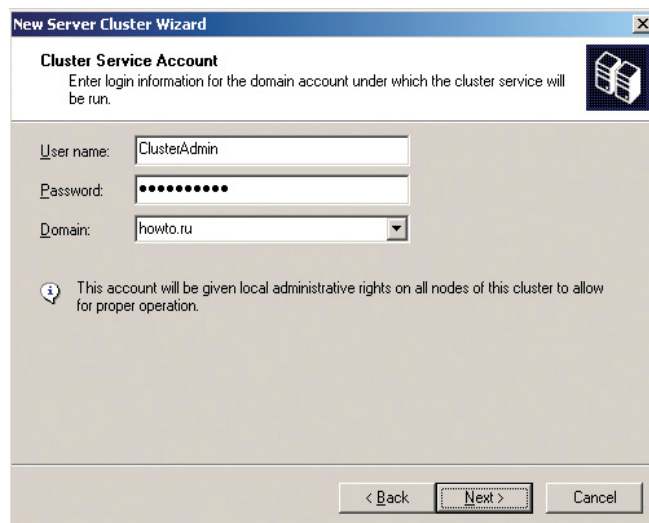 New Server Cluster Wizard
Cluster Service Account
Enter login information for the domain account under which the cluster service will
be run.
User name:
ClusterAdmin
Password:
●●●●●●●●●●
Domain:
howto.ru
This account will be given local administrative rights on all nodes of this cluster to allow
for proper operation.
< Back
Next >
Cancel